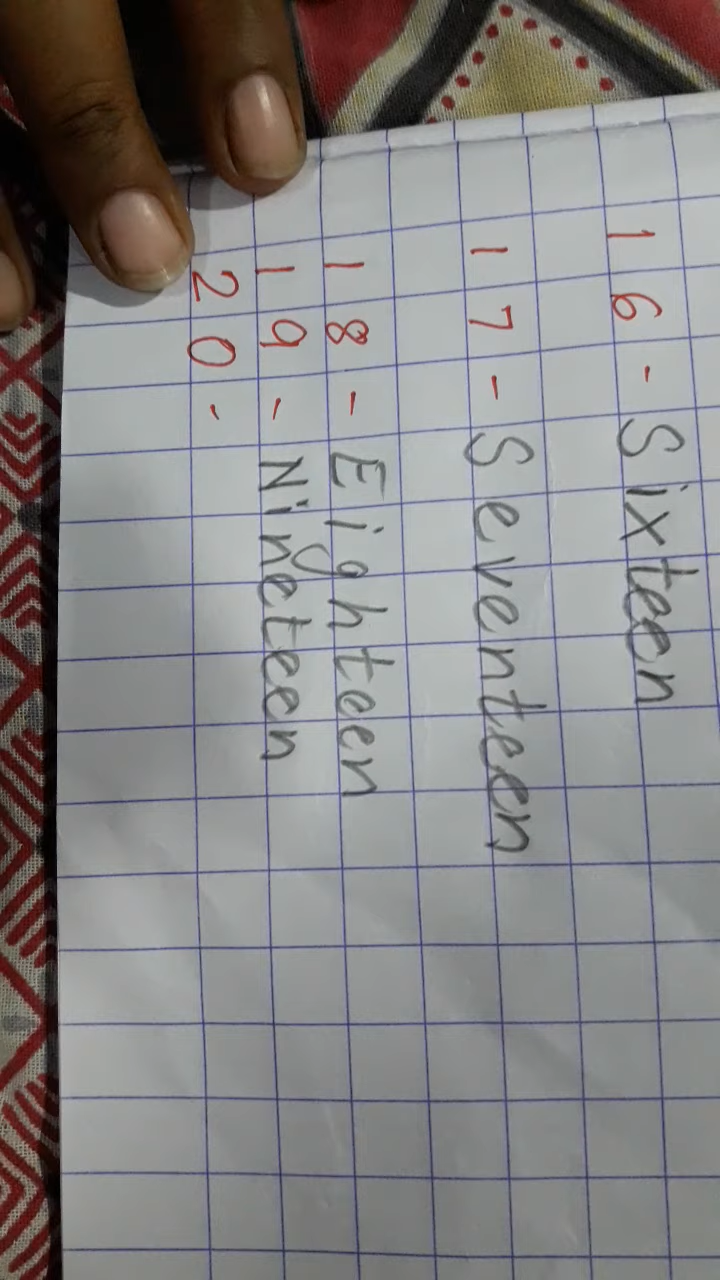 16 - Sixteen
17 - Seventeen
18 - Eighteen
19 - Nineteen
20 -